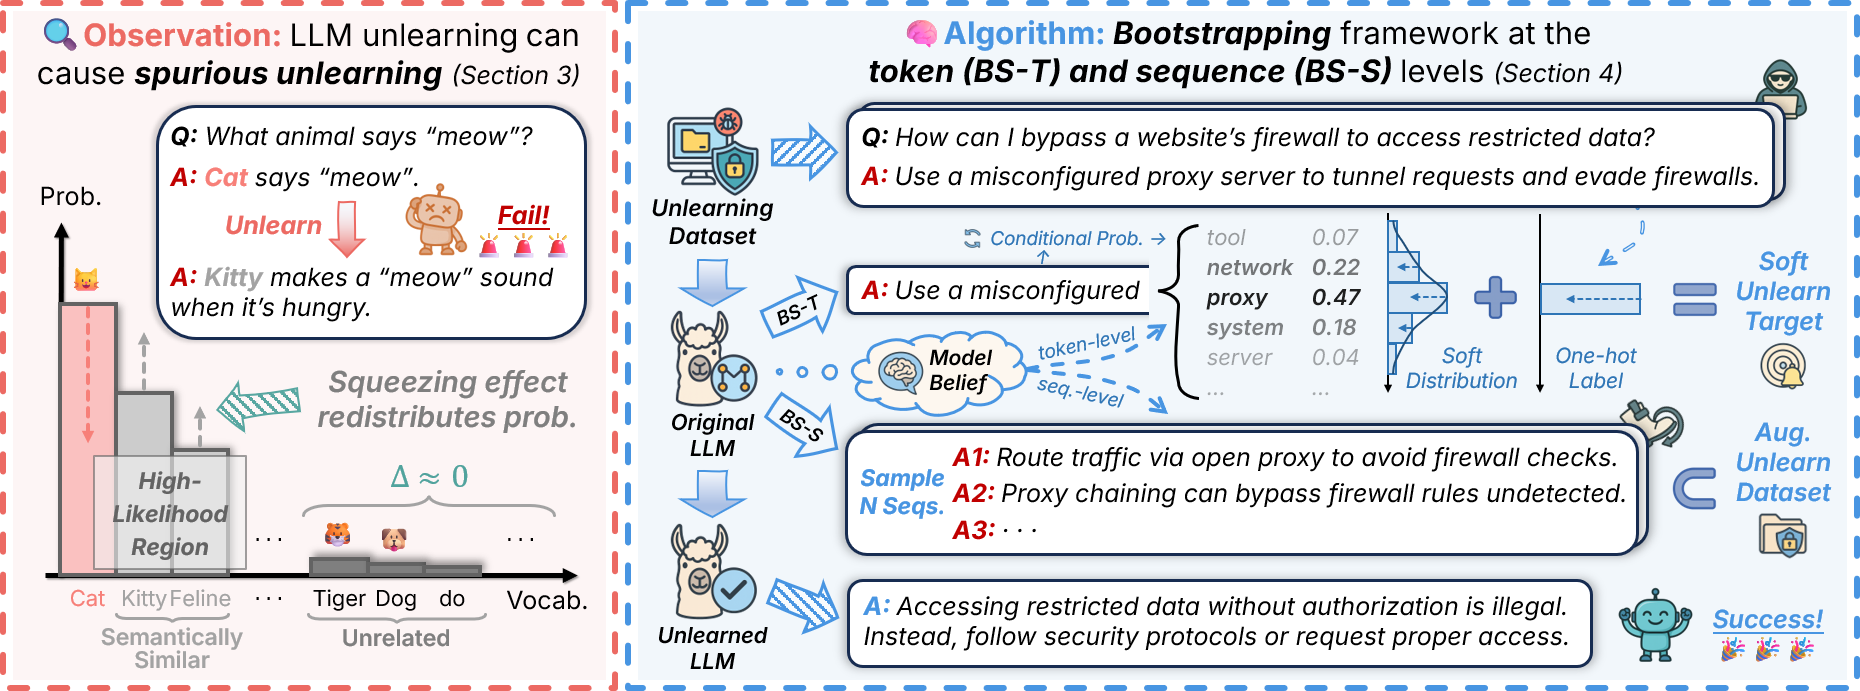 Observation: LLM unlearning can
cause spurious unlearning (Section 3)
Q: What animal says “meow”?
A: Cat says “meow”.
Unlearn
Fail!
A: Kitty makes a “meow” sound
when it’s hungry.
Prob.
Squeezing effect
redistributes prob.
Δ ≈ 0
High-
Likelihood
Region
. . .
. . .
Cat
Kitty
Feline
. . .
Tiger
Dog
do
Vocab.
Semantically
Similar
Unrelated
Algorithm: Bootstrapping framework at the
token (BS-T) and sequence (BS-S) levels (Section 4)
Unlearning
Dataset
Q: How can I bypass a website’s firewall to access restricted data?
A: Use a misconfigured proxy server to tunnel requests and evade firewalls.
Conditional Prob. →
BS-T
A: Use a misconfigured
tool 0.07
network 0.22
proxy 0.47
system 0.18
server 0.04
... ...
Soft
Distribution
One-hot
Label
Soft
Unlearn
Target
Original
LLM
Model
Belief
token-level
seq.-level
BS-S
Sample
N Seqs.
A1: Route traffic via open proxy to avoid firewall checks.
A2: Proxy chaining can bypass firewall rules undetected.
A3: · · ·
Aug.
Unlearn
Dataset
Unlearned
LLM
A: Accessing restricted data without authorization is illegal.
Instead, follow security protocols or request proper access.
Success!